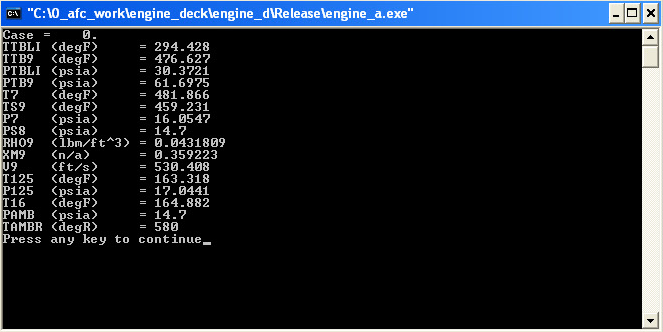 "C:\0_afc_work\engine_deck\engine_d\Release\engine_a.exe"
Case =    0.
TTBLI (degF)     = 294.428
TTB9  (degF)     = 476.627
PTBLI (psia)     = 30.3721
PTB9  (psia)     = 61.6975
T7    (degF)     = 481.866
TS9   (degF)     = 459.231
P7    (psia)     = 16.0547
PS8   (psia)     = 14.7
RHO9  (lbm/ft^3) = 0.0431809
XM9   (n/a)      = 0.359223
V9    (ft/s)     = 530.408
T125  (degF)     = 163.318
P125  (psia)     = 17.0441
T16   (degF)     = 164.882
PAMB  (psia)     = 14.7
TAMBR (degR)     = 580
Press any key to continue_